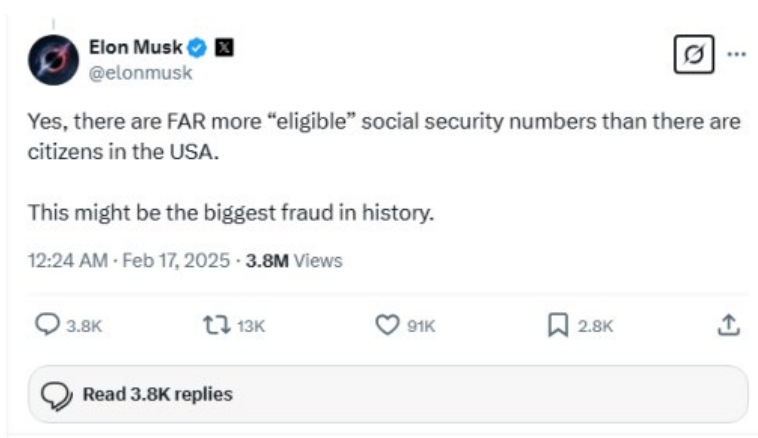 Elon Musk
@elonmusk
Yes, there are FAR more “eligible” social security numbers than there are
citizens in the USA.
This might be the biggest fraud in history.
12:24 AM · Feb 17, 2025 · 3.8M Views
3.8K 13K 91K 2.8K
Read 3.8K replies